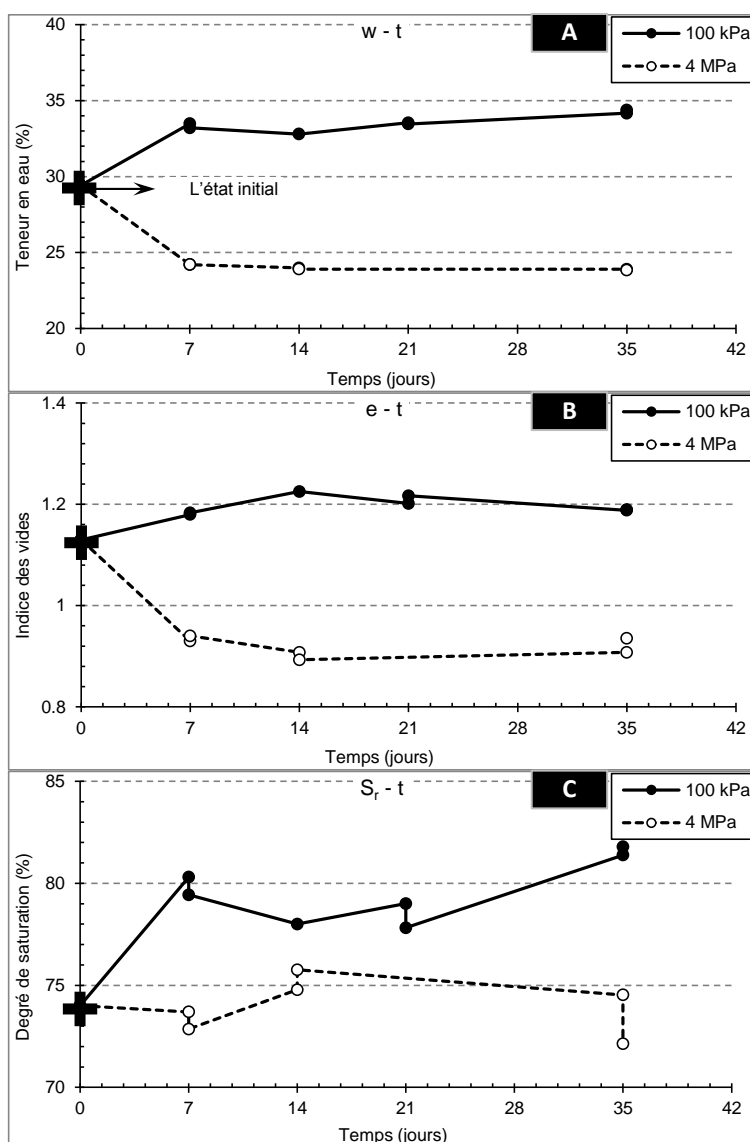 w - t
A
100 kPa
4 MPa
Teneur en eau (%)
40
35
30
25
20
L'état initial
0 7 14 21 28 35 42
Temps (jours)
e - t
B
100 kPa
4 MPa
Indice des vides
1.4
1.2
1
0.8
0 7 14 21 28 35 42
Temps (jours)
Sr - t
C
100 kPa
4 MPa
Degré de saturation (%)
85
80
75
70
0 7 14 21 28 35 42
Temps (jours)